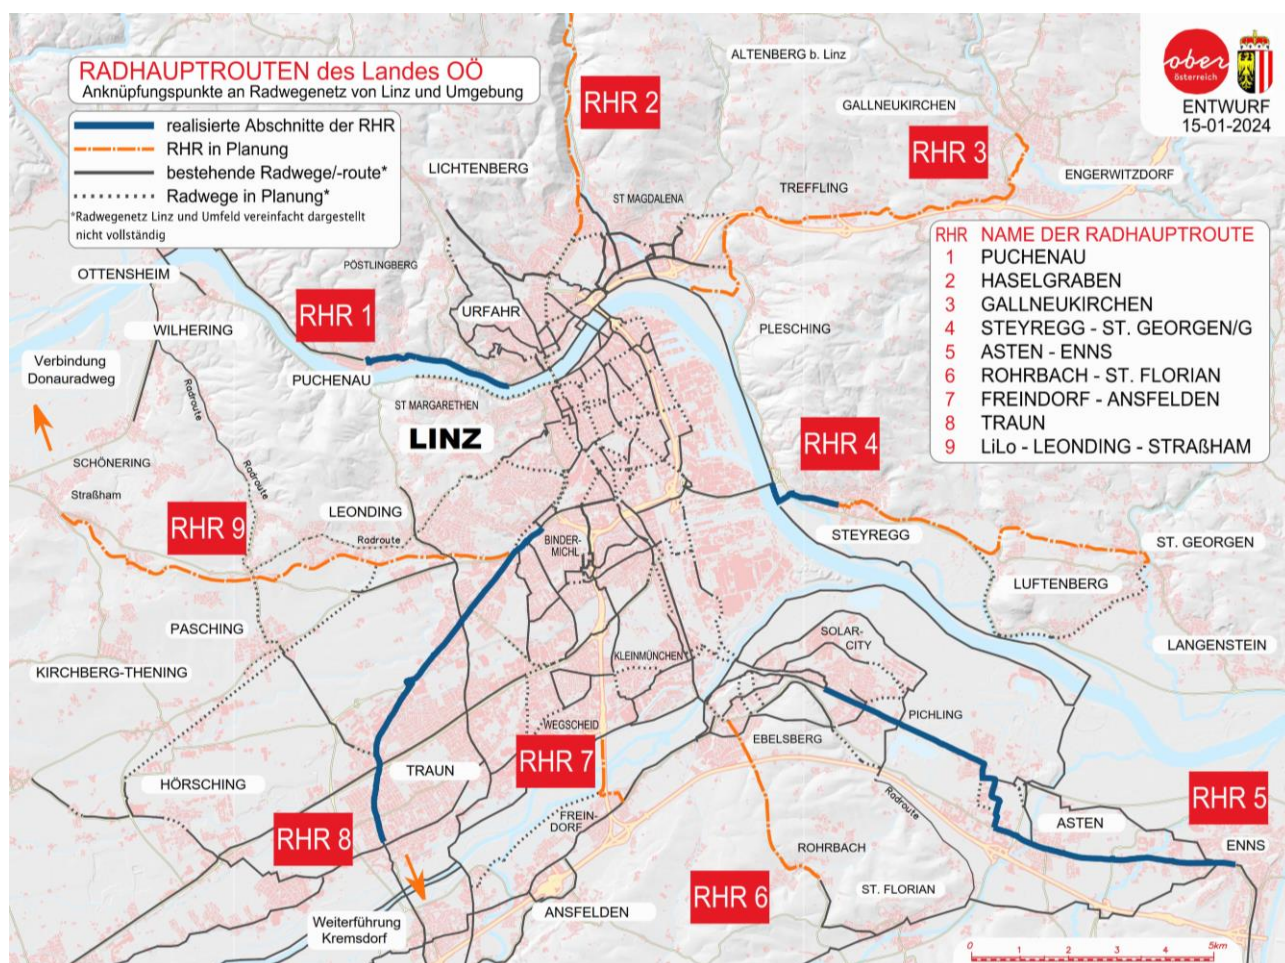 RADHAUPTROUTEN des Landes OÖ
Anknüpfungspunkte an Radwegenetz von Linz und Umgebung
realisierte Abschnitte der RHR
RHR in Planung
bestehende Radwege/-route*
Radwege in Planung*
*Radwegenetz Linz und Umfeld vereinfacht dargestellt
nicht vollständig
ober
österreich
ENTWURF
15-01-2024
RHR NAME DER RADHAUPTROUTE
1 PUCHENAU
2 HASELGRABEN
3 GALLNEUKIRCHEN
4 STEYREGG - ST. GEORGEN/G
5 ASTEN - ENNS
6 ROHRBACH - ST. FLORIAN
7 FREINDORF - ANSFELDEN
8 TRAUN
9 LiLo - LEONDING - STRAßHAM
ALTENBERG b. Linz
RHR 2
GALLNEUKIRCHEN
RHR 3
LICHTENBERG
ENGERWITZDORF
TREFFLING
ST MAGDALENA
OTTENSHEIM
PÖSTLINGBERG
RHR 1
URFAHR
WILHERING
PLESCHING
Verbindung
Donauradweg
PUCHENAU
Radroute
ST MARGARETHEN
LINZ
RHR 4
SCHÖNERING
Radroute
Straßham
LEONDING
RHR 9
Radroute
BINDER-
MICHL
STEYREGG
ST. GEORGEN
LUFTENBERG
PASCHING
SOLAR-
CITY
LANGENSTEIN
KLEINMÜNCHEN
KIRCHBERG-THENING
PICHLING
WEGSCHEID
EBELSBERG
RHR 7
TRAUN
HÖRSCHING
Radroute
RHR 5
FREIN-
DORF
ASTEN
RHR 8
ENNS
ROHRBACH
RHR 6
ST. FLORIAN
ANSFELDEN
Weiterführung
Kremsdorf
0 1 2 3 4 5km